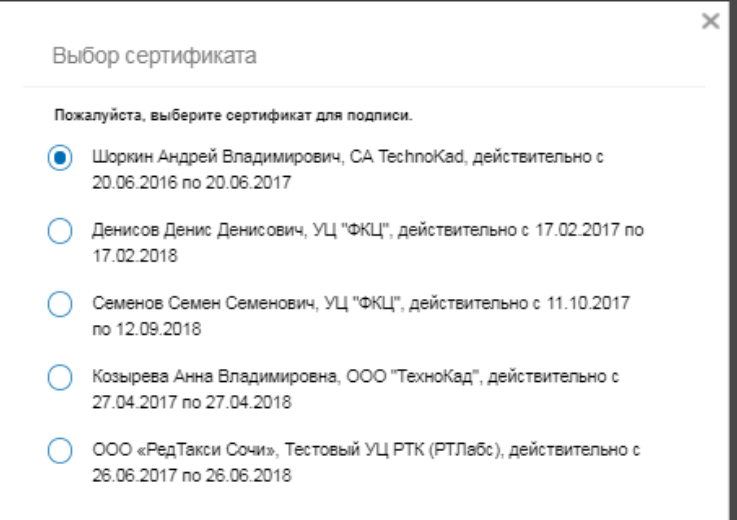 Выбор сертификата
Пожалуйста, выберите сертификат для подписи.
Шоркин Андрей Владимирович, CA TechnoKad, действительно с
20.06.2016 по 20.06.2017
Денисов Денис Денисович, УЦ "ФКЦ", действительно с 17.02.2017 по
17.02.2018
Семенов Семен Семенович, УЦ "ФКЦ", действительно с 11.10.2017
по 12.09.2018
Козырева Анна Владимировна, ООО "ТехноКад", действительно с
27.04.2017 по 27.04.2018
ООО «РедТакси Сочи», Тестовый УЦ РТК (РТЛабс), действительно с
26.06.2017 по 26.06.2018